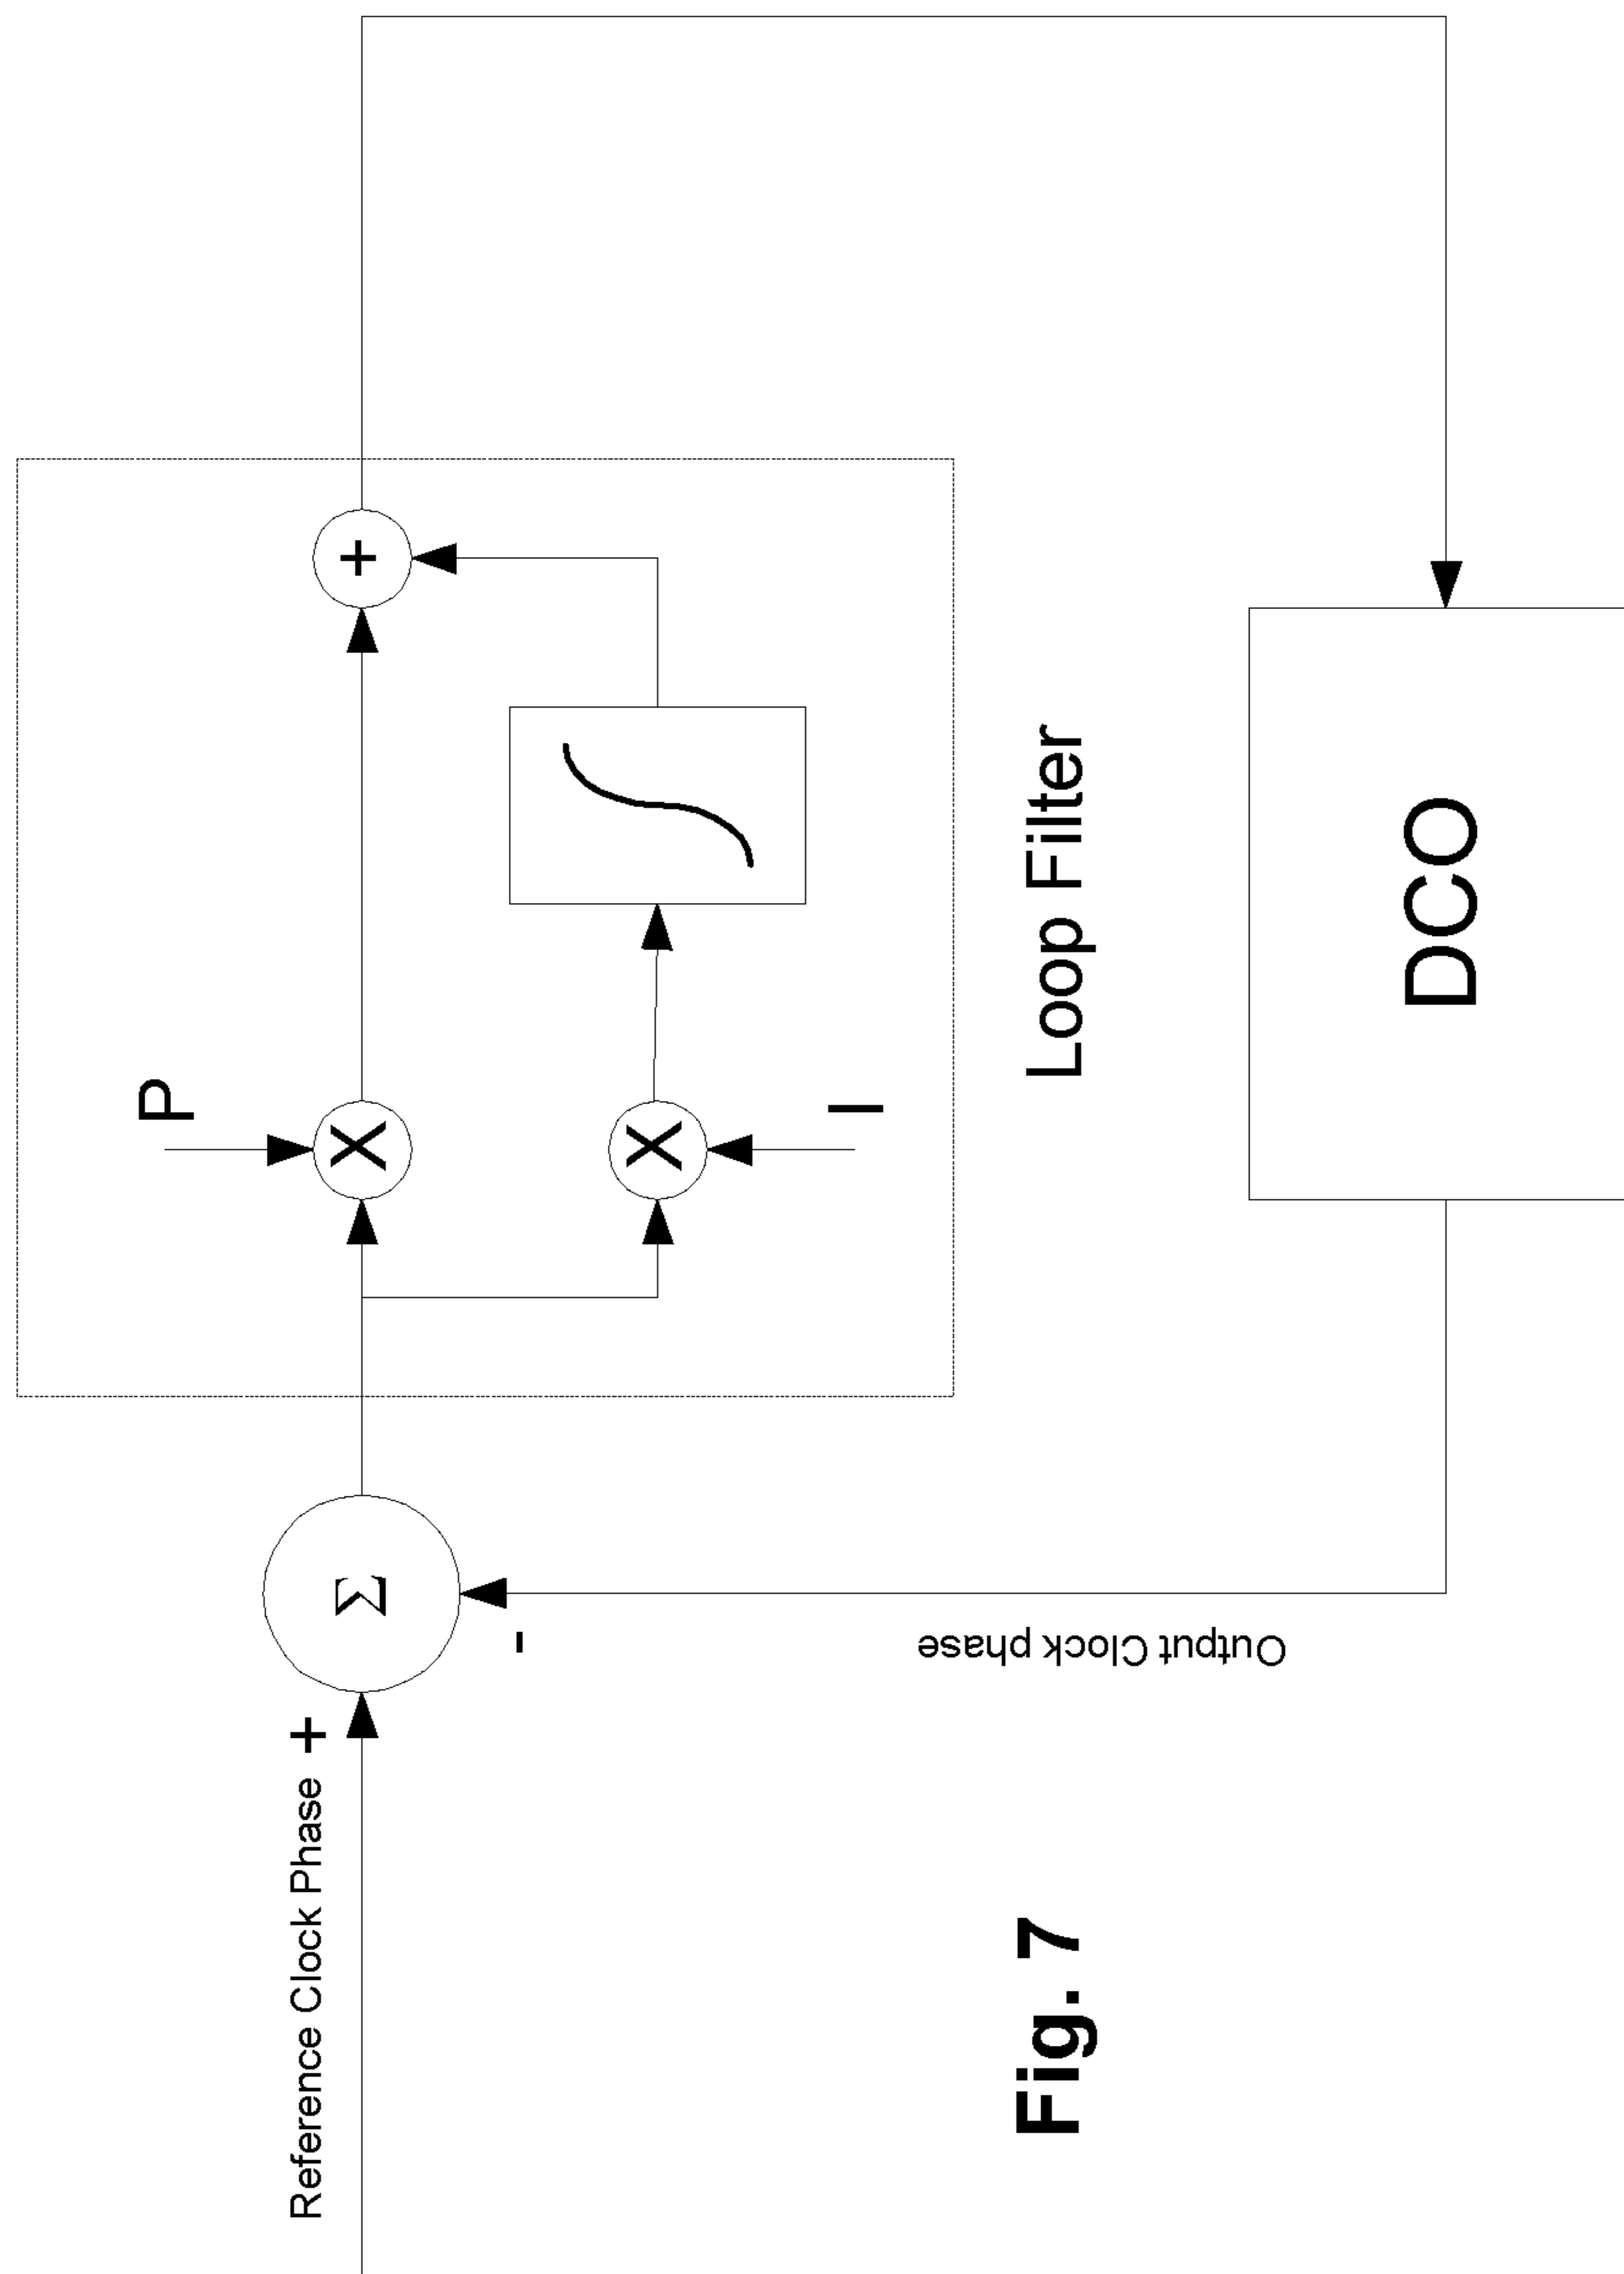 Reference Clock Phase +
Σ
-
P
X
X
I
+
Loop Filter
DCO
Output Clock phase
Fig. 7